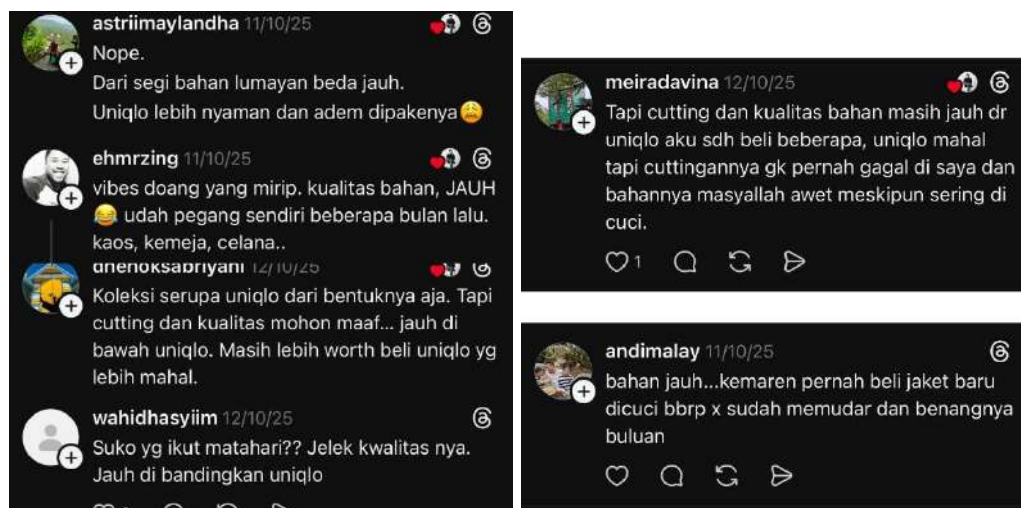 astriimaylandha 11/10/25
Nope.
Dari segi bahan lumayan beda jauh.
Uniqlo lebih nyaman dan adem dipakenya😩
ehmrzing 11/10/25
vibes doang yang mirip. kualitas bahan, JAUH
😂 udah pegang sendiri beberapa bulan lalu.
kaos, kemeja, celana..
dhenoksabriyani 12/10/25
Koleksi serupa uniqlo dari bentuknya aja. Tapi
cutting dan kualitas mohon maaf... jauh di
bawah uniqlo. Masih lebih worth beli uniqlo yg
lebih mahal.
wahidhasyiim 12/10/25
Suko yg ikut matahari?? Jelek kwalitas nya.
Jauh di bandingkan uniqlo
meiradavina 12/10/25
Tapi cutting dan kualitas bahan masih jauh dr
uniqlo aku sdh beli beberapa, uniqlo mahal
tapi cuttingannya gk pernah gagal di saya dan
bahannya masyallah awet meskipun sering di
cuci.
1
andimalay 11/10/25
bahan jauh...kemaren pernah beli jaket baru
dicuci bbrp x sudah memudar dan benangnya
buluan